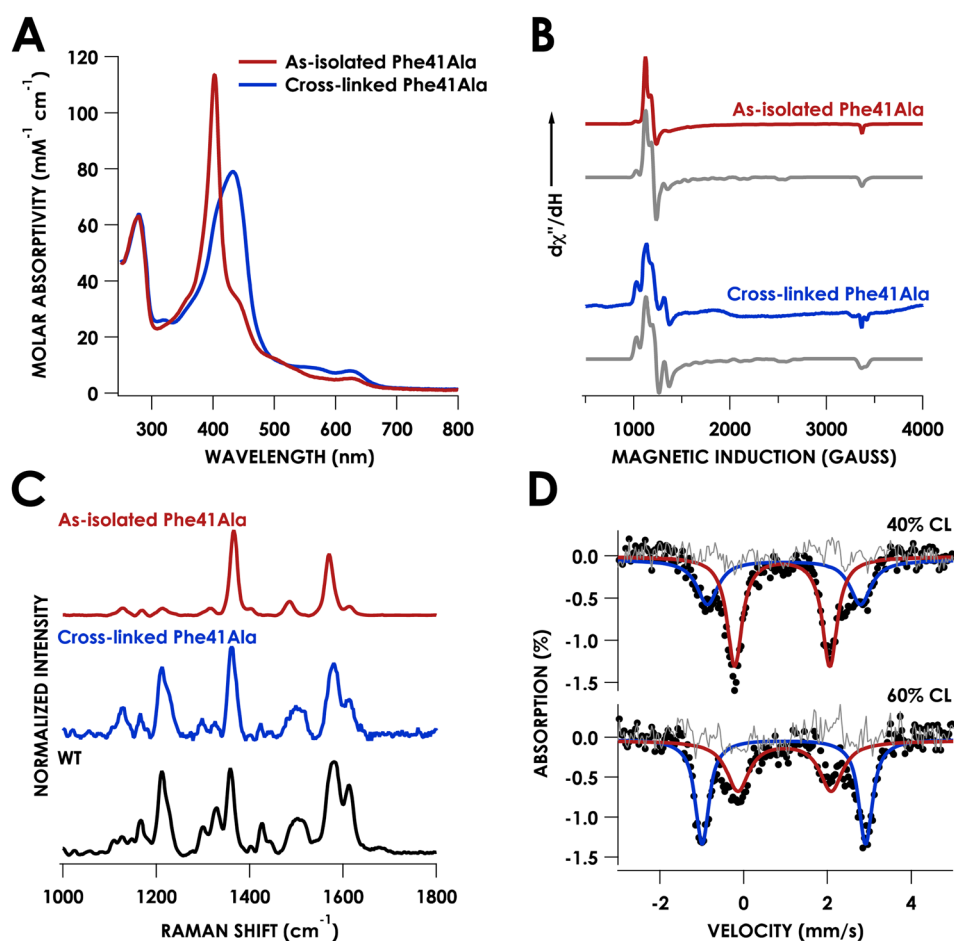 A
MOLAR ABSORPTIVITY (mM⁻¹ cm⁻¹)
120
100
80
60
40
20
0
As-isolated Phe41Ala
Cross-linked Phe41Ala
300 400 500 600 700 800
WAVELENGTH (nm)
B
dχ"/dH
As-isolated Phe41Ala
Cross-linked Phe41Ala
1000 2000 3000 4000
MAGNETIC INDUCTION (GAUSS)
C
NORMALIZED INTENSITY
As-isolated Phe41Ala
Cross-linked Phe41Ala
WT
1000 1200 1400 1600 1800
RAMAN SHIFT (cm⁻¹)
D
ABSORPTION (%)
40% CL
0.0
-0.5
-1.0
-1.5
60% CL
0.0
-0.5
-1.0
-1.5
-2 0 2 4
VELOCITY (mm/s)